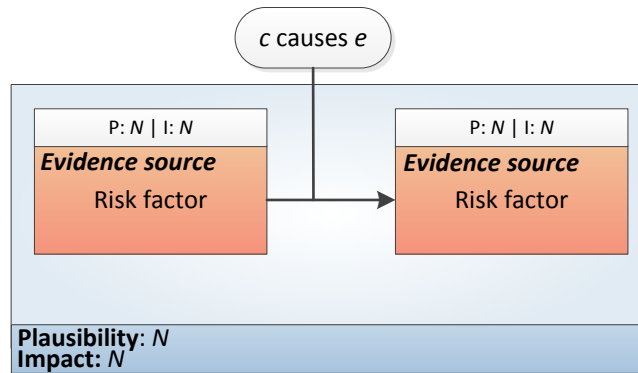 c causes e
P: N | I: N
Evidence source
Risk factor
P: N | I: N
Evidence source
Risk factor
Plausibility: N
Impact: N